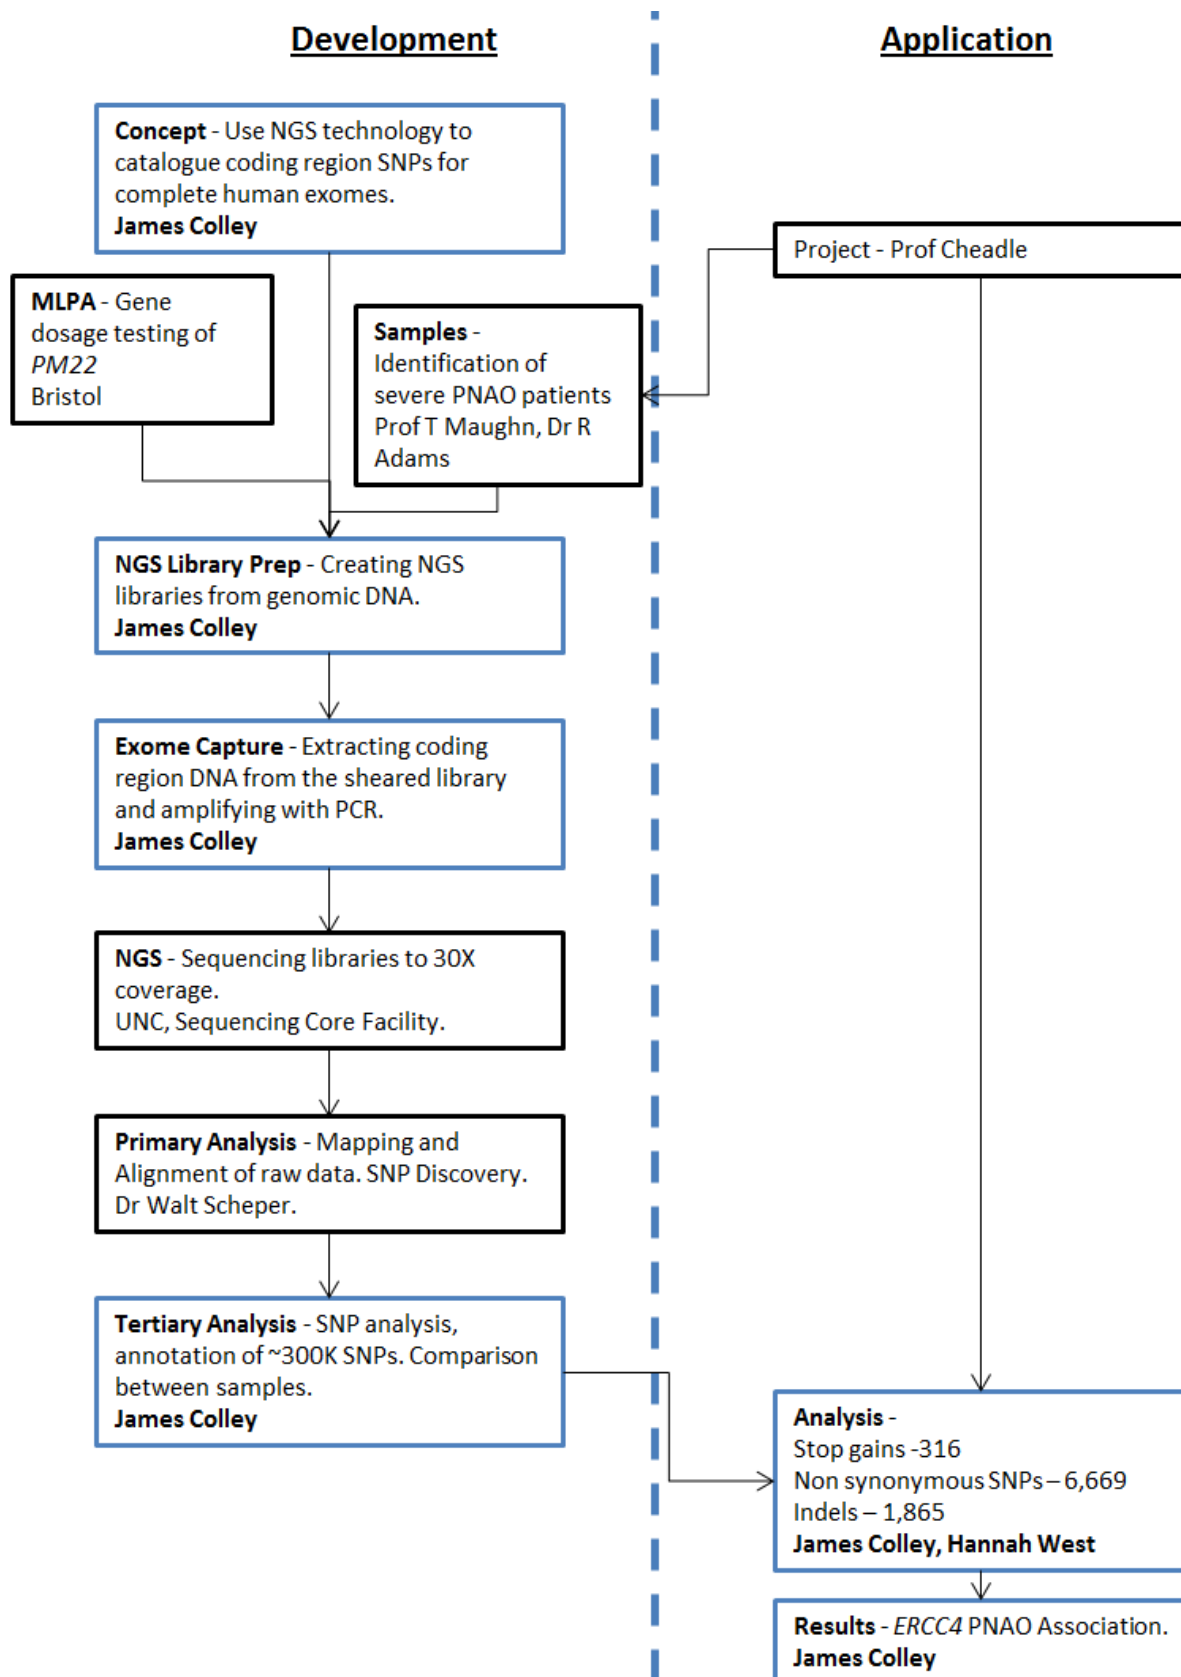 Development
Application
Concept - Use NGS technology to
catalogue coding region SNPs for
complete human exomes.
James Colley
Project - Prof Cheadle
MLPA - Gene
dosage testing of
PM22
Bristol
Samples -
Identification of
severe PNAO patients
Prof T Maughn, Dr R
Adams
NGS Library Prep - Creating NGS
libraries from genomic DNA.
James Colley
Exome Capture - Extracting coding
region DNA from the sheared library
and amplifying with PCR.
James Colley
NGS - Sequencing libraries to 30X
coverage.
UNC, Sequencing Core Facility.
Primary Analysis - Mapping and
Alignment of raw data. SNP Discovery.
Dr Walt Scheper.
Tertiary Analysis - SNP analysis,
annotation of ~300K SNPs. Comparison
between samples.
James Colley
Analysis -
Stop gains -316
Non synonymous SNPs – 6,669
Indels – 1,865
James Colley, Hannah West
Results - ERCC4 PNAO Association.
James Colley